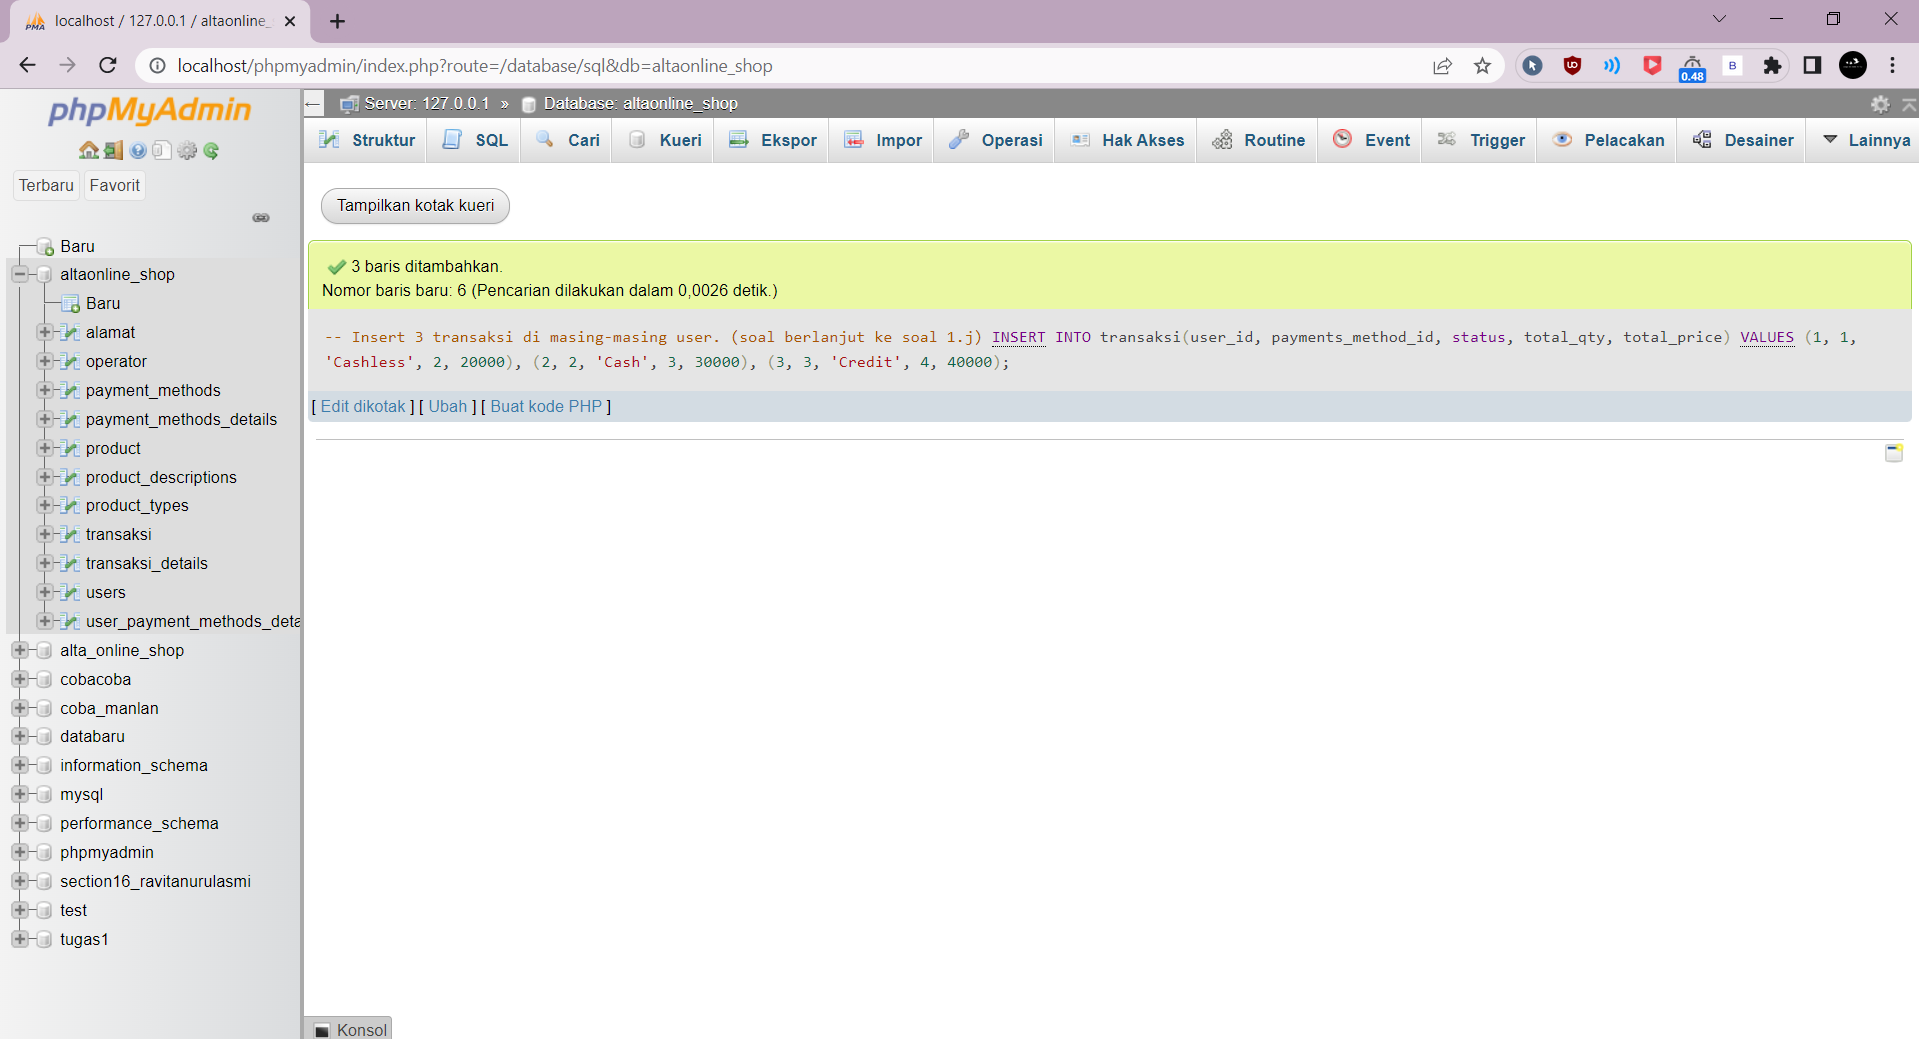 localhost / 127.0.0.1 / altaonline_
localhost/phpmyadmin/index.php?route=/database/sql&db=altaonline_shop
0.48
B
phpMyAdmin
Terbaru Favorit
Baru
altaonline_shop
Baru
alamat
operator
payment_methods
payment_methods_details
product
product_descriptions
product_types
transaksi
transaksi_details
users
user_payment_methods_deta
alta_online_shop
cobacoba
coba_manlan
databaru
information_schema
mysql
performance_schema
phpmyadmin
section16_ravitanurulasmi
test
tugas1
Server: 127.0.0.1 » Database: altaonline_shop
Struktur SQL Cari Kueri Ekspor Impor Operasi Hak Akses Routine Event Trigger Pelacakan Desainer Lainnya
Tampilkan kotak kueri
3 baris ditambahkan.
Nomor baris baru: 6 (Pencarian dilakukan dalam 0,0026 detik.)
-- Insert 3 transaksi di masing-masing user. (soal berlanjut ke soal 1.j) INSERT INTO transaksi(user_id, payments_method_id, status, total_qty, total_price) VALUES (1, 1,
'Cashless', 2, 20000), (2, 2, 'Cash', 3, 30000), (3, 3, 'Credit', 4, 40000);
[ Edit dikotak ] [ Ubah ] [ Buat kode PHP ]
Konsol